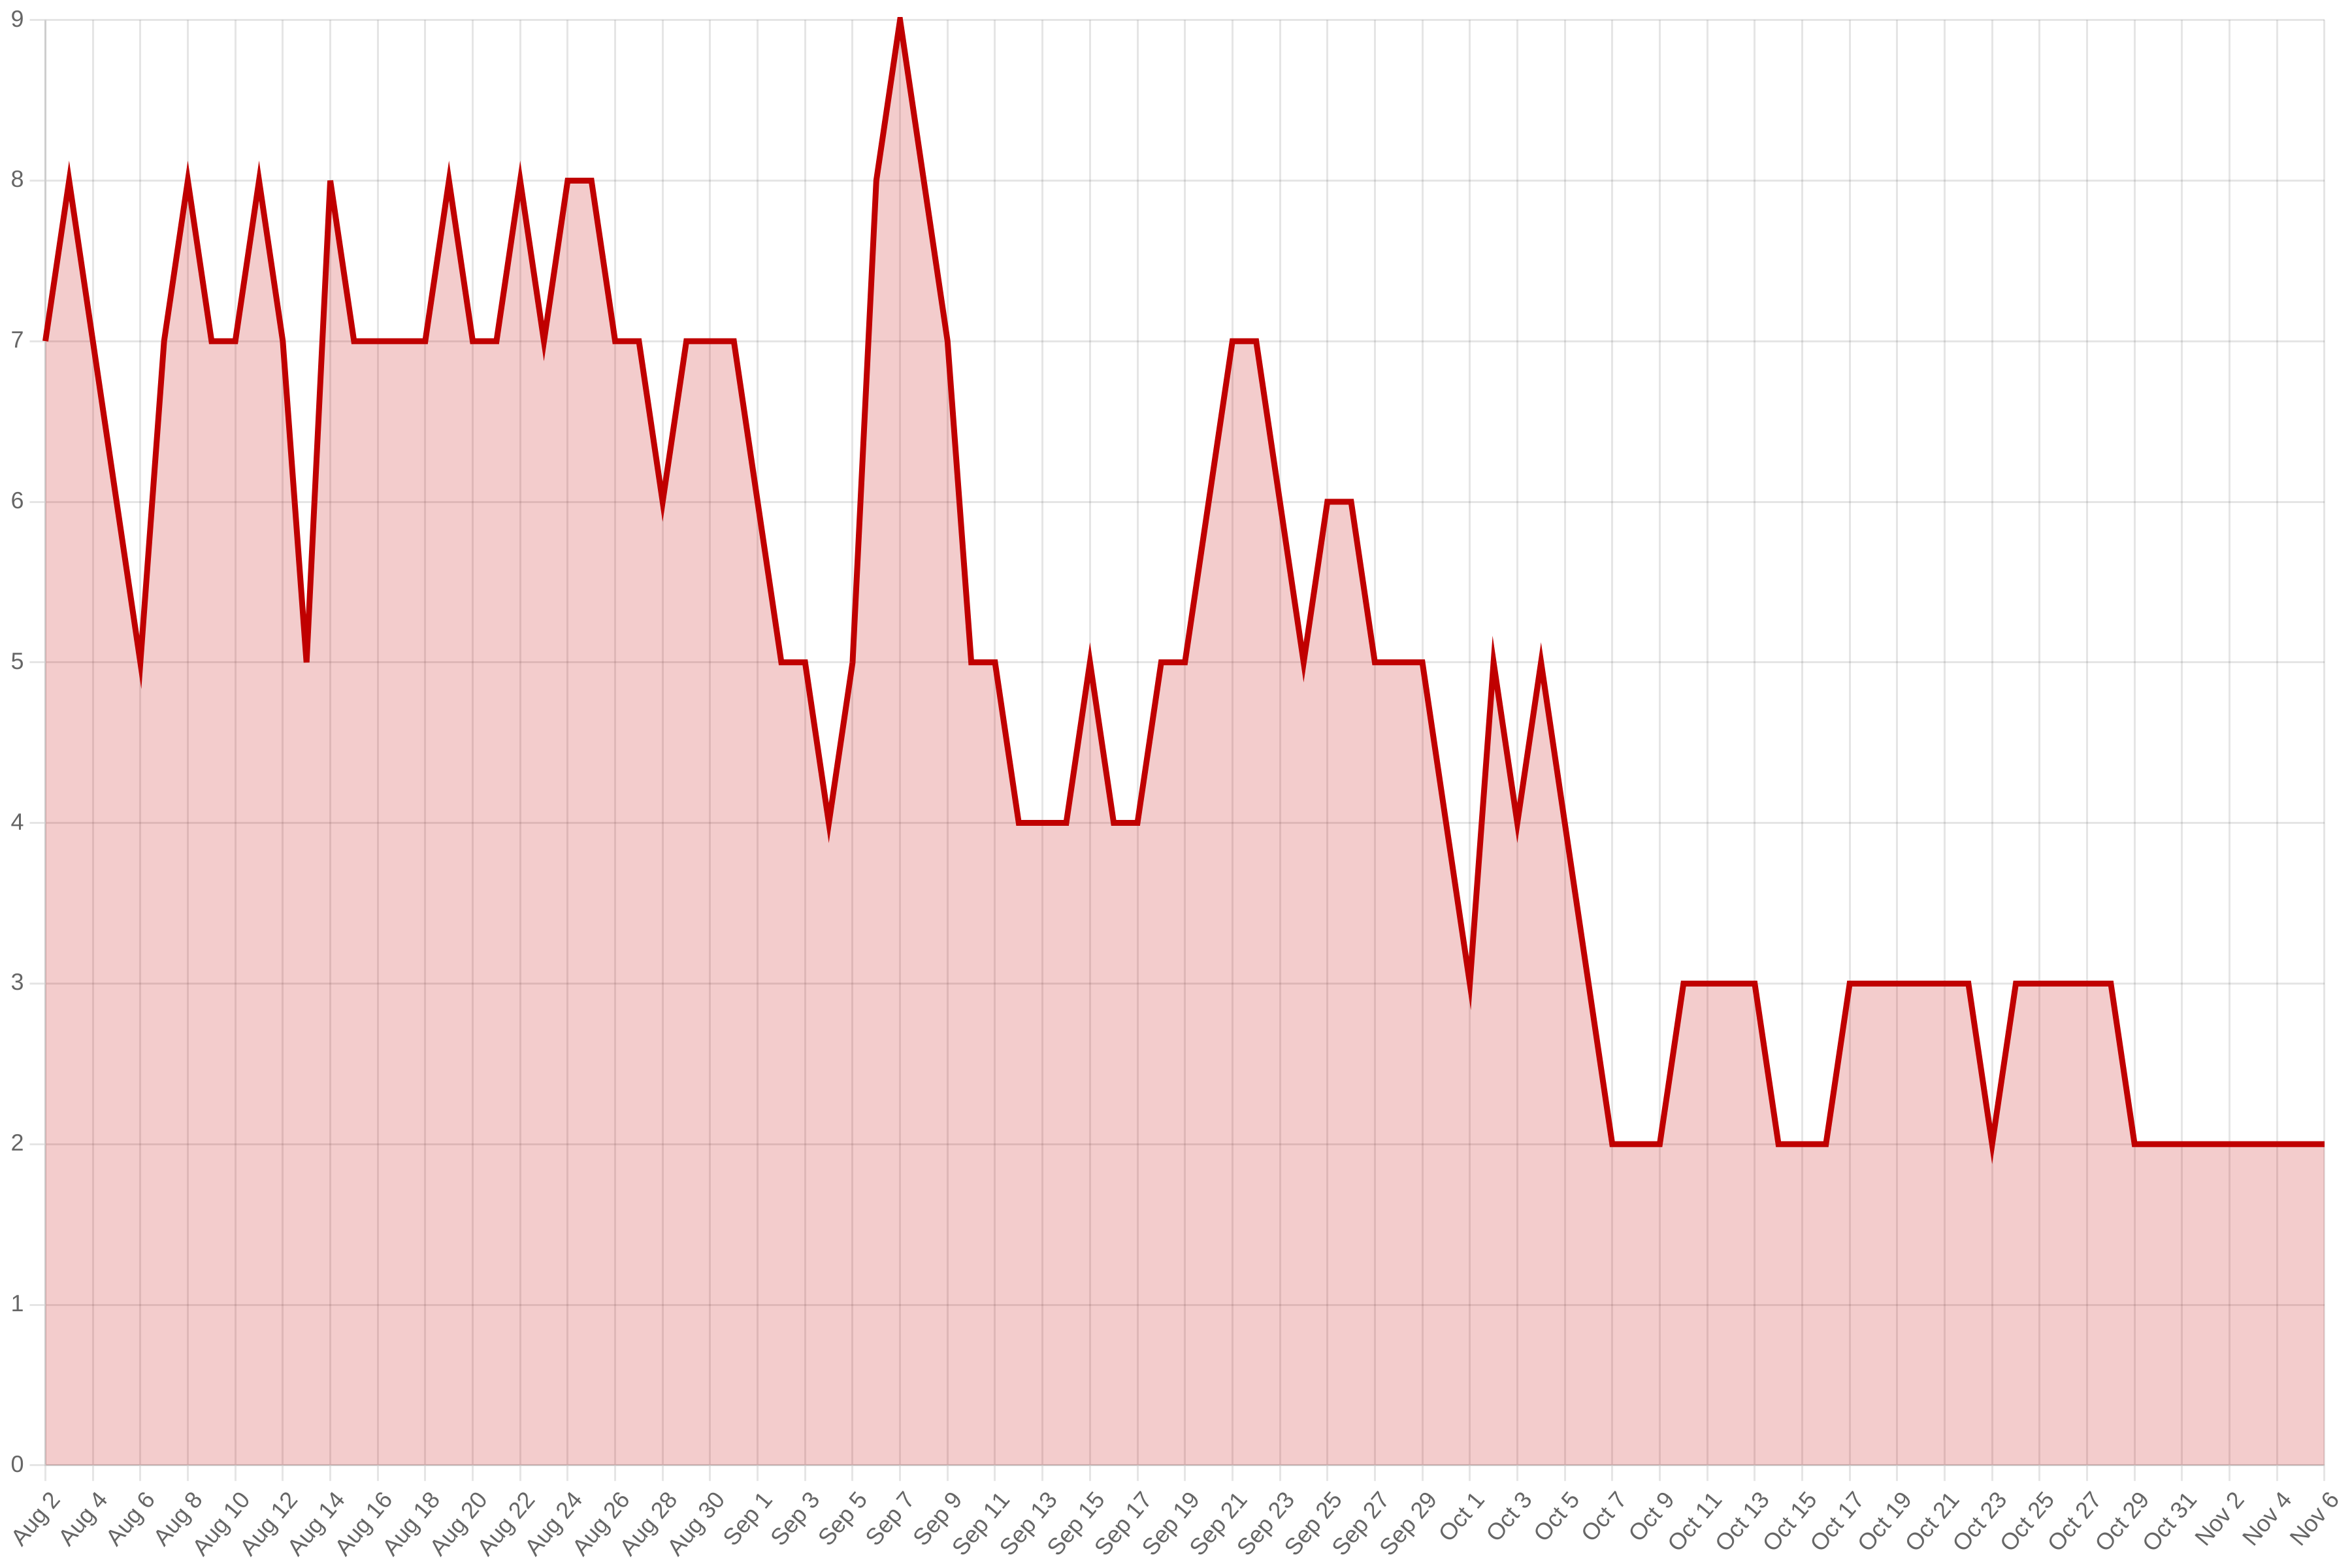 9
8
7
6
5
4
3
2
1
0
Aug 2
Aug 4
Aug 6
Aug 8
Aug 10
Aug 12
Aug 14
Aug 16
Aug 18
Aug 20
Aug 22
Aug 24
Aug 26
Aug 28
Aug 30
Sep 1
Sep 3
Sep 5
Sep 7
Sep 9
Sep 11
Sep 13
Sep 15
Sep 17
Sep 19
Sep 21
Sep 23
Sep 25
Sep 27
Sep 29
Oct 1
Oct 3
Oct 5
Oct 7
Oct 9
Oct 11
Oct 13
Oct 15
Oct 17
Oct 19
Oct 21
Oct 23
Oct 25
Oct 27
Oct 29
Oct 31
Nov 2
Nov 4
Nov 6